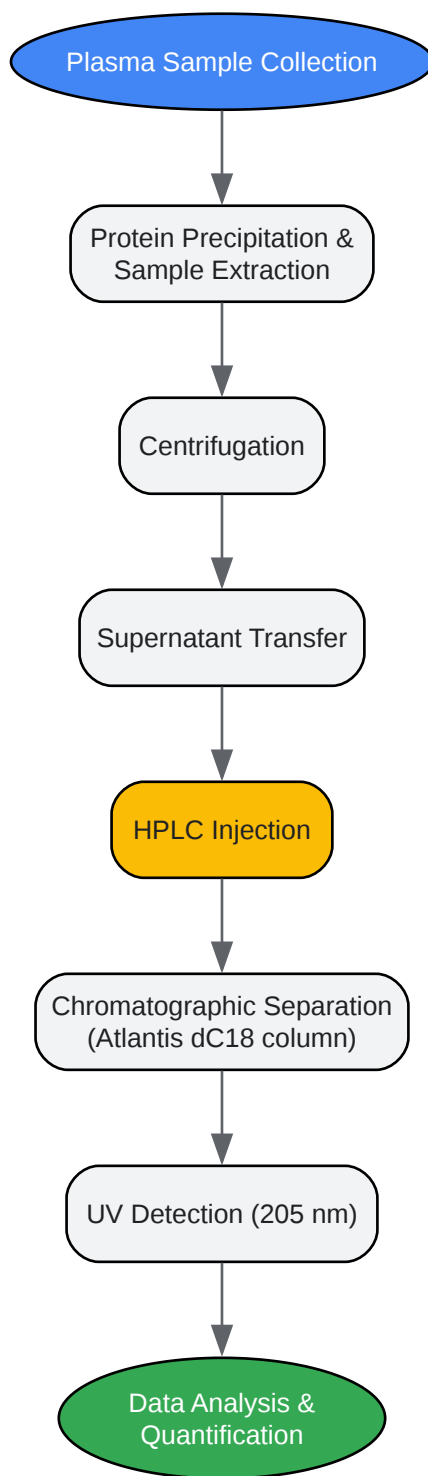 Plasma Sample Collection
Protein Precipitation &
Sample Extraction
Centrifugation
Supernatant Transfer
HPLC Injection
Chromatographic Separation
(Atlantis dC18 column)
UV Detection (205 nm)
Data Analysis &
Quantification